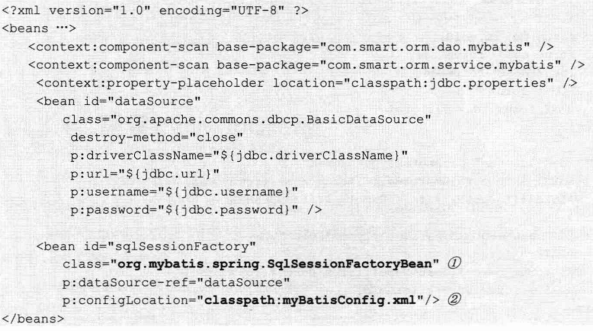 <?xml version="1.0" encoding="UTF-8" ?>
<beans …>
<context:component-scan base-package="com.smart.orm.dao.mybatis" />
<context:component-scan base-package="com.smart.orm.service.mybatis" />
<context:property-placeholder location="classpath:jdbc.properties" />
<bean id="dataSource"
class="org.apache.commons.dbcp.BasicDataSource"
destroy-method="close"
p:driverClassName="${jdbc.driverClassName}"
p:url="${jdbc.url}"
p:username="${jdbc.username}"
p:password="${jdbc.password}" />
<bean id="sqlSessionFactory"
class="org.mybatis.spring.SqlSessionFactoryBean" ①
p:dataSource-ref="dataSource"
p:configLocation="classpath:myBatisConfig.xml"/> ②
</beans>